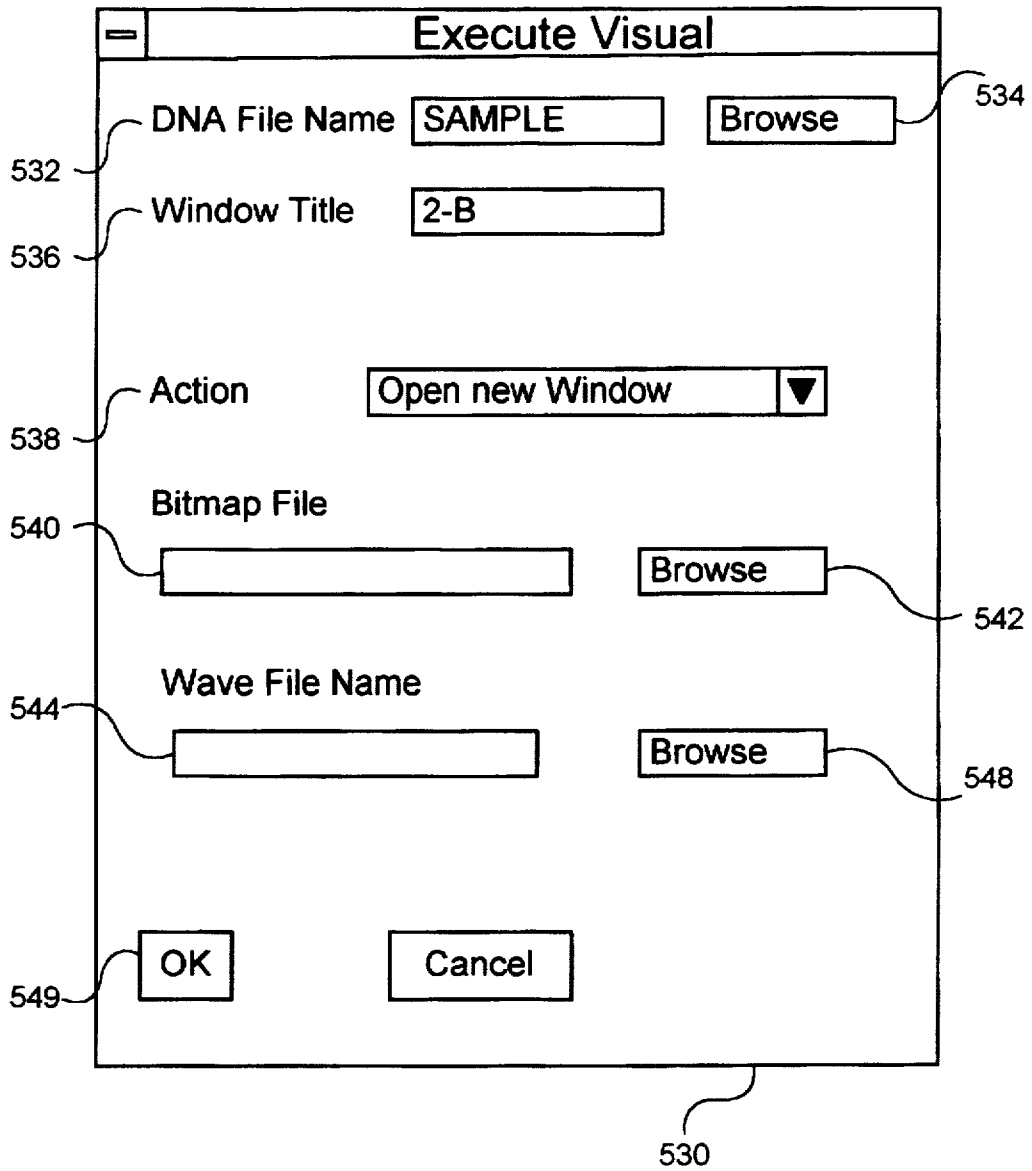 Execute Visual
534
DNA File Name SAMPLE Browse
532
Window Title 2-B
536
Action Open new Window
538
Bitmap File
540
Browse
542
Wave File Name
544
Browse
548
OK Cancel
549
530